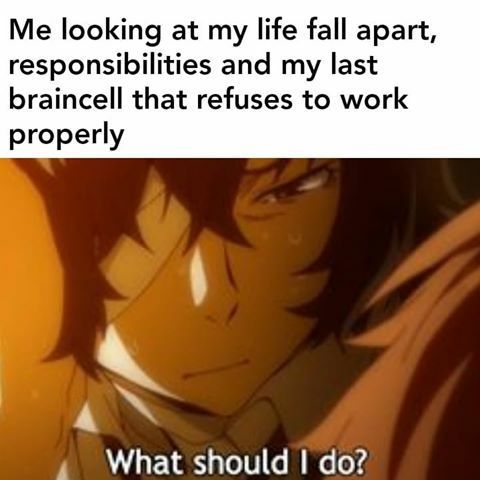 Me looking at my life fall apart,
responsibilities and my last
braincell that refuses to work
properly
What should I do?